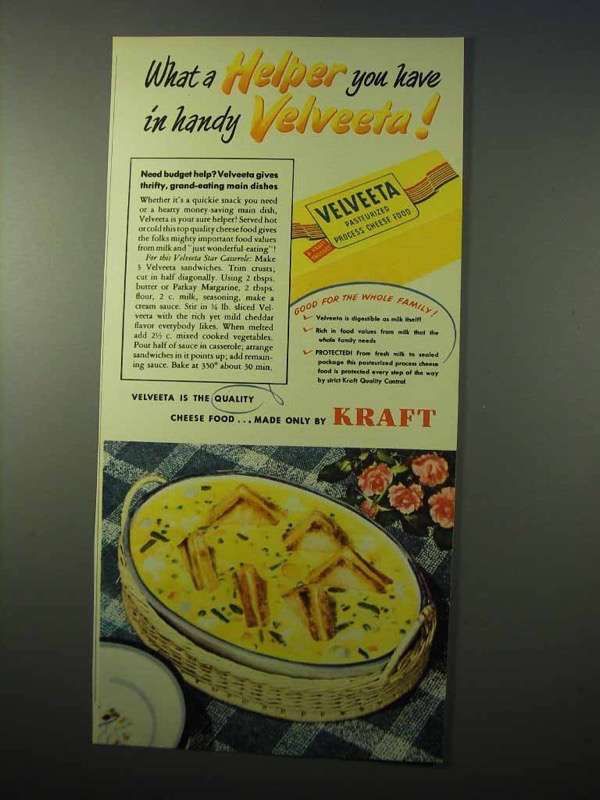 What a Helper you have
in handy Velveeta!
Need budget help? Velveeta gives
thrifty, grand-eating main dishes
Whether it's a quickie snack you need
or a hearty money-saving main dish,
Velveeta is your sure helper! Served hot
or cold this top quality cheese food gives
the folks mighty important food values
from milk and "just wonderful-eating"!
For this Velveeta Star Casserole: Make
3 Velveeta sandwiches. Trim crusts;
cut in half diagonally. Using 2 tbsps.
butter or Parkay Margarine, 2 tbsps.
flour, 2 c. milk, seasoning, make a
cream sauce. Stir in ½ lb. sliced Vel-
veeta with the rich yet mild cheddar
flavor everybody likes. When melted
add 2½ c. mixed cooked vegetables.
Pour half of sauce in casserole; arrange
sandwiches in it points up; add remain-
ing sauce. Bake at 350° about 30 min.
VELVEETA
PASTEURIZED
PROCESS CHEESE FOOD
GOOD FOR THE WHOLE FAMILY!
Velveeta is digestible as milk itself!
Rich in food values from milk that the
whole family needs
PROTECTED! From fresh milk to sealed
package this pasteurized process cheese
food is protected every step of the way
by strict Kraft Quality Control
VELVEETA IS THE QUALITY
CHEESE FOOD... MADE ONLY BY KRAFT